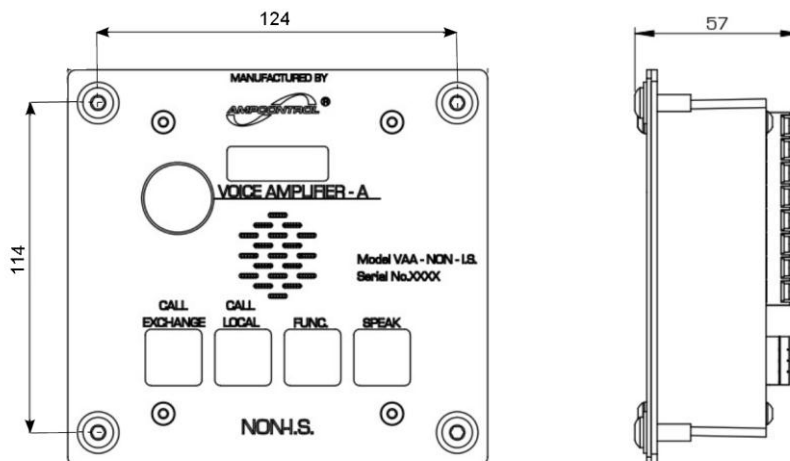 124
57
MANUFACTURED BY
AMPCONTROL ®
VOICE AMPLIFIER - A
114
Model VAA - NON - I.S.
Serial No.XXXX
CALL EXCHANGE
CALL LOCAL
FUNC.
SPEAK
NON-I.S.